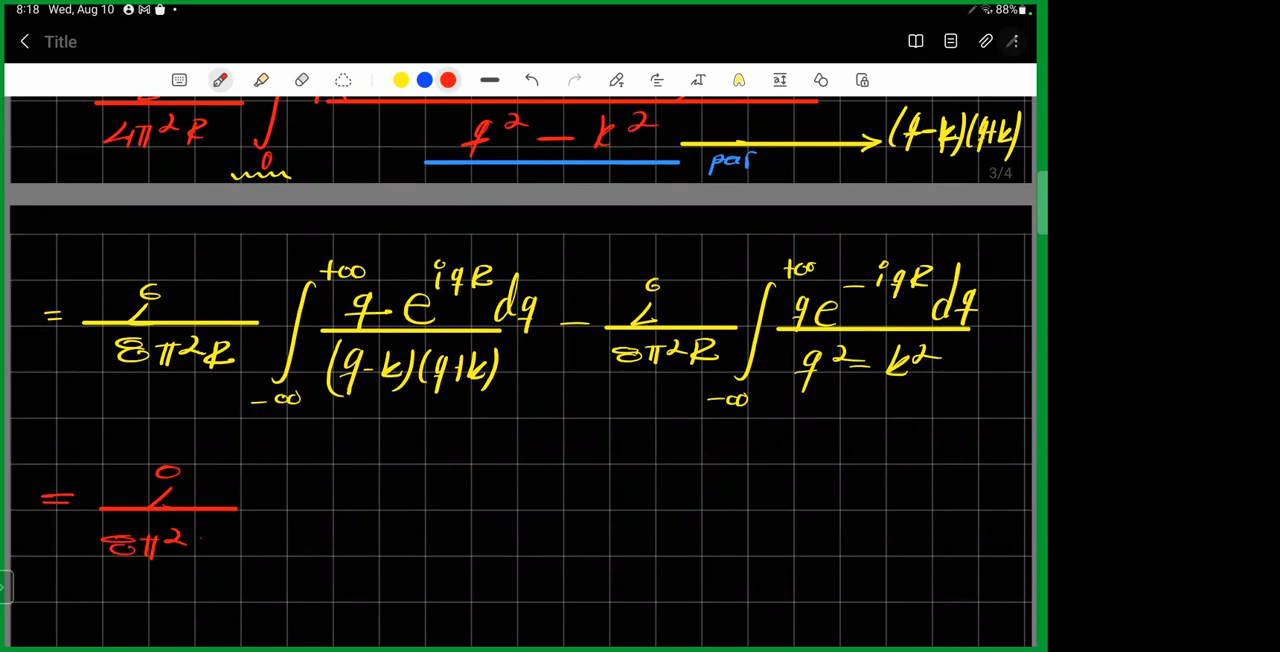 8:18 Wed, Aug 10 88%
Title
4π²R ∫ 0 q² − k² (q-k)(q+k)
par
3/4
= i/(8π²R) ∫_{-∞}^{+∞} q·e^{iqR}dq/((q-k)(q+k)) − i/(8π²R) ∫_{-∞}^{+∞} qe^{-iqR}dq/(q² − k²)
= i/(8π²